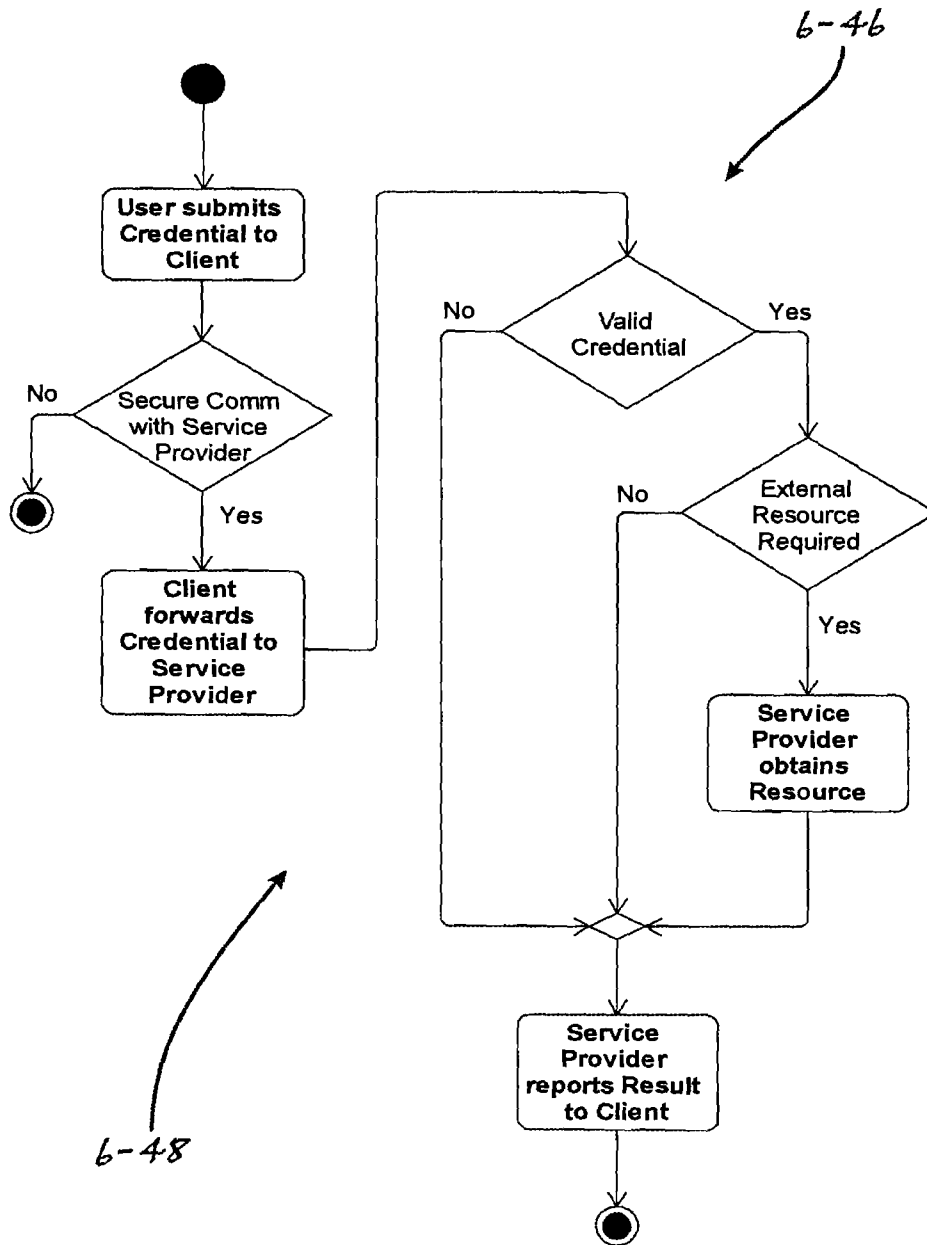 6-46
User submits
Credential to
Client
No
Secure Comm
with Service
Provider
Yes
Client
forwards
Credential to
Service
Provider
No
Valid
Credential
Yes
No
External
Resource
Required
Yes
Service
Provider
obtains
Resource
Service
Provider
reports Result
to Client
6-48